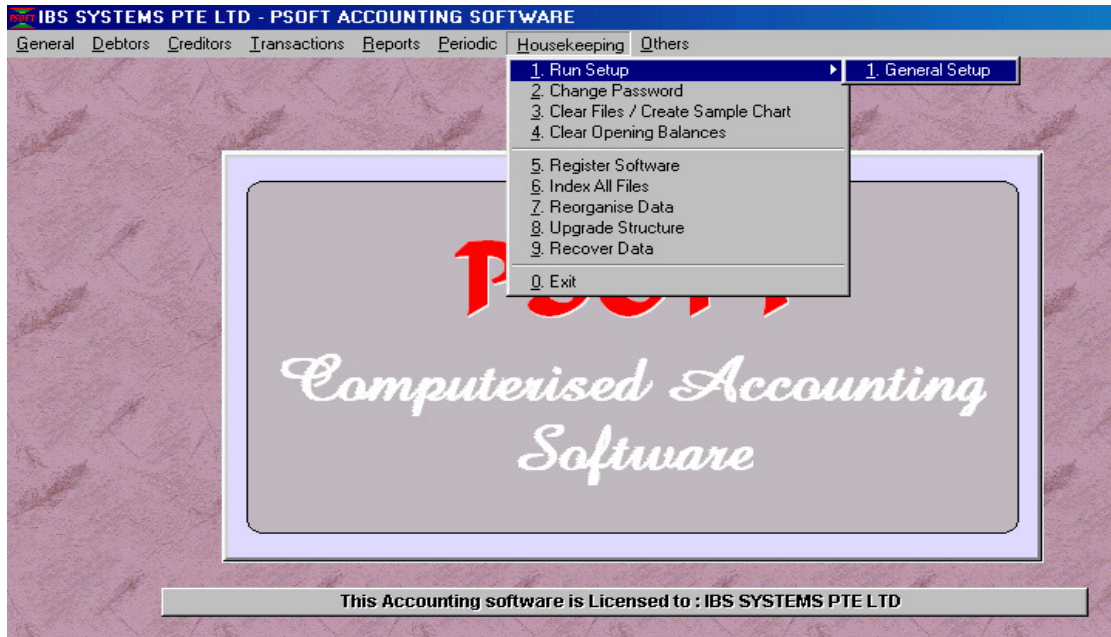 PSOFT IBS SYSTEMS PTE LTD - PSOFT ACCOUNTING SOFTWARE
General Debtors Creditors Transactions Reports Periodic Housekeeping Others
1. Run Setup 1. General Setup
2. Change Password
3. Clear Files / Create Sample Chart
4. Clear Opening Balances
5. Register Software
6. Index All Files
7. Reorganise Data
8. Upgrade Structure
9. Recover Data
0. Exit
PSOFT
Computerised Accounting
Software
This Accounting software is Licensed to : IBS SYSTEMS PTE LTD